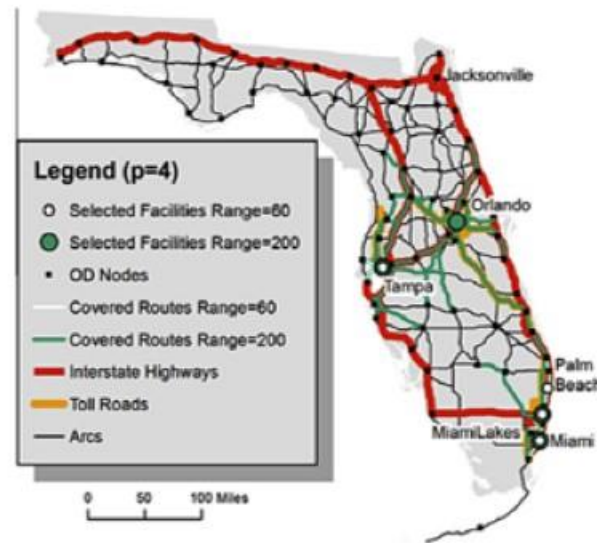 Jacksonville
Legend (p=4)
Selected Facilities Range=60
Selected Facilities Range=200
OD Nodes
Covered Routes Range=60
Covered Routes Range=200
Interstate Highways
Toll Roads
Arcs
0 50 100 Miles
Orlando
Tampa
Palm
Beach
MiamiLakes
Miami